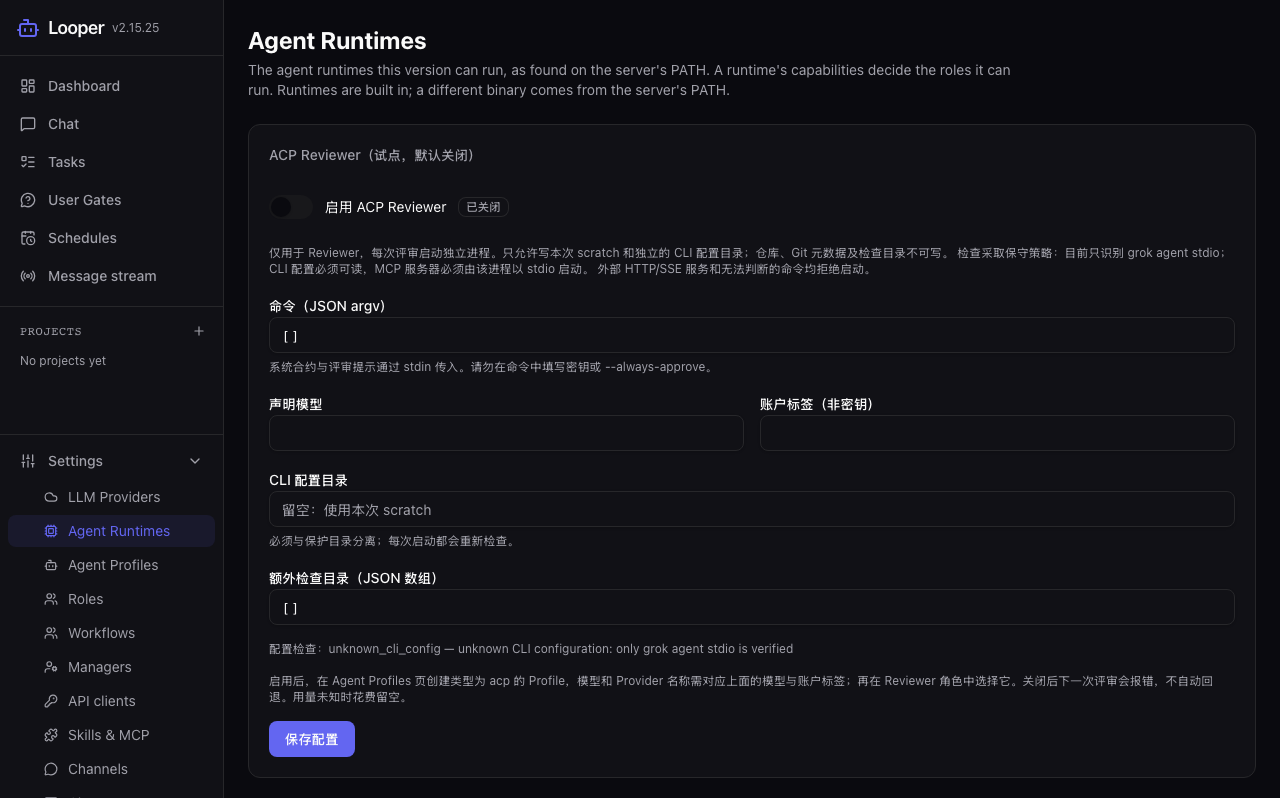 Looper v2.15.25
Dashboard
Chat
Tasks
User Gates
Schedules
Message stream
PROJECTS
No projects yet
Settings
LLM Providers
Agent Runtimes
Agent Profiles
Roles
Workflows
Managers
API clients
Skills & MCP
Channels
Agent Runtimes
The agent runtimes this version can run, as found on the server's PATH. A runtime's capabilities decide the roles it can
run. Runtimes are built in; a different binary comes from the server's PATH.
ACP Reviewer（试点，默认关闭）
启用 ACP Reviewer 已关闭
仅用于 Reviewer，每次评审启动独立进程。只允许写本次 scratch 和独立的 CLI 配置目录；仓库、Git 元数据及检查目录不可写。 检查采取保守策略：目前只识别 grok agent stdio；
CLI 配置必须可读，MCP 服务器必须由该进程以 stdio 启动。 外部 HTTP/SSE 服务和无法判断的命令均拒绝启动。
命令（JSON argv）
[]
系统合约与评审提示通过 stdin 传入。请勿在命令中填写密钥或 --always-approve。
声明模型
账户标签（非密钥）
CLI 配置目录
留空：使用本次 scratch
必须与保护目录分离；每次启动都会重新检查。
额外检查目录（JSON 数组）
[]
配置检查：unknown_cli_config — unknown CLI configuration: only grok agent stdio is verified
启用后，在 Agent Profiles 页创建类型为 acp 的 Profile，模型和 Provider 名称需对应上面的模型与账户标签；再在 Reviewer 角色中选择它。关闭后下一次评审会报错，不自动回
退。用量未知时花费留空。
保存配置